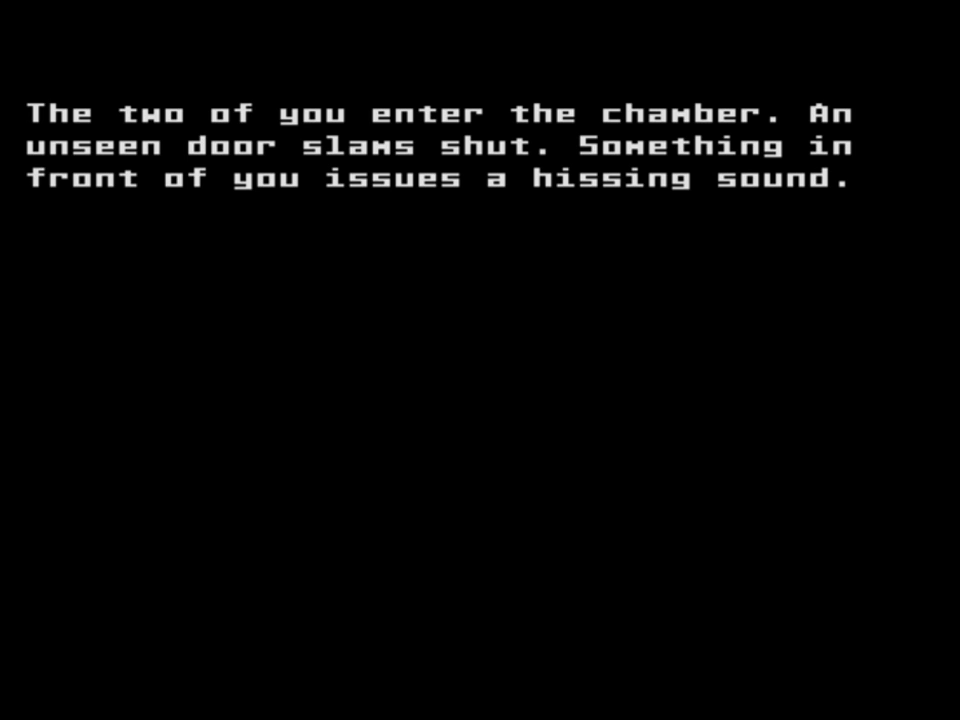 The two of you enter the chamber. An
unseen door slams shut. Something in
front of you issues a hissing sound.